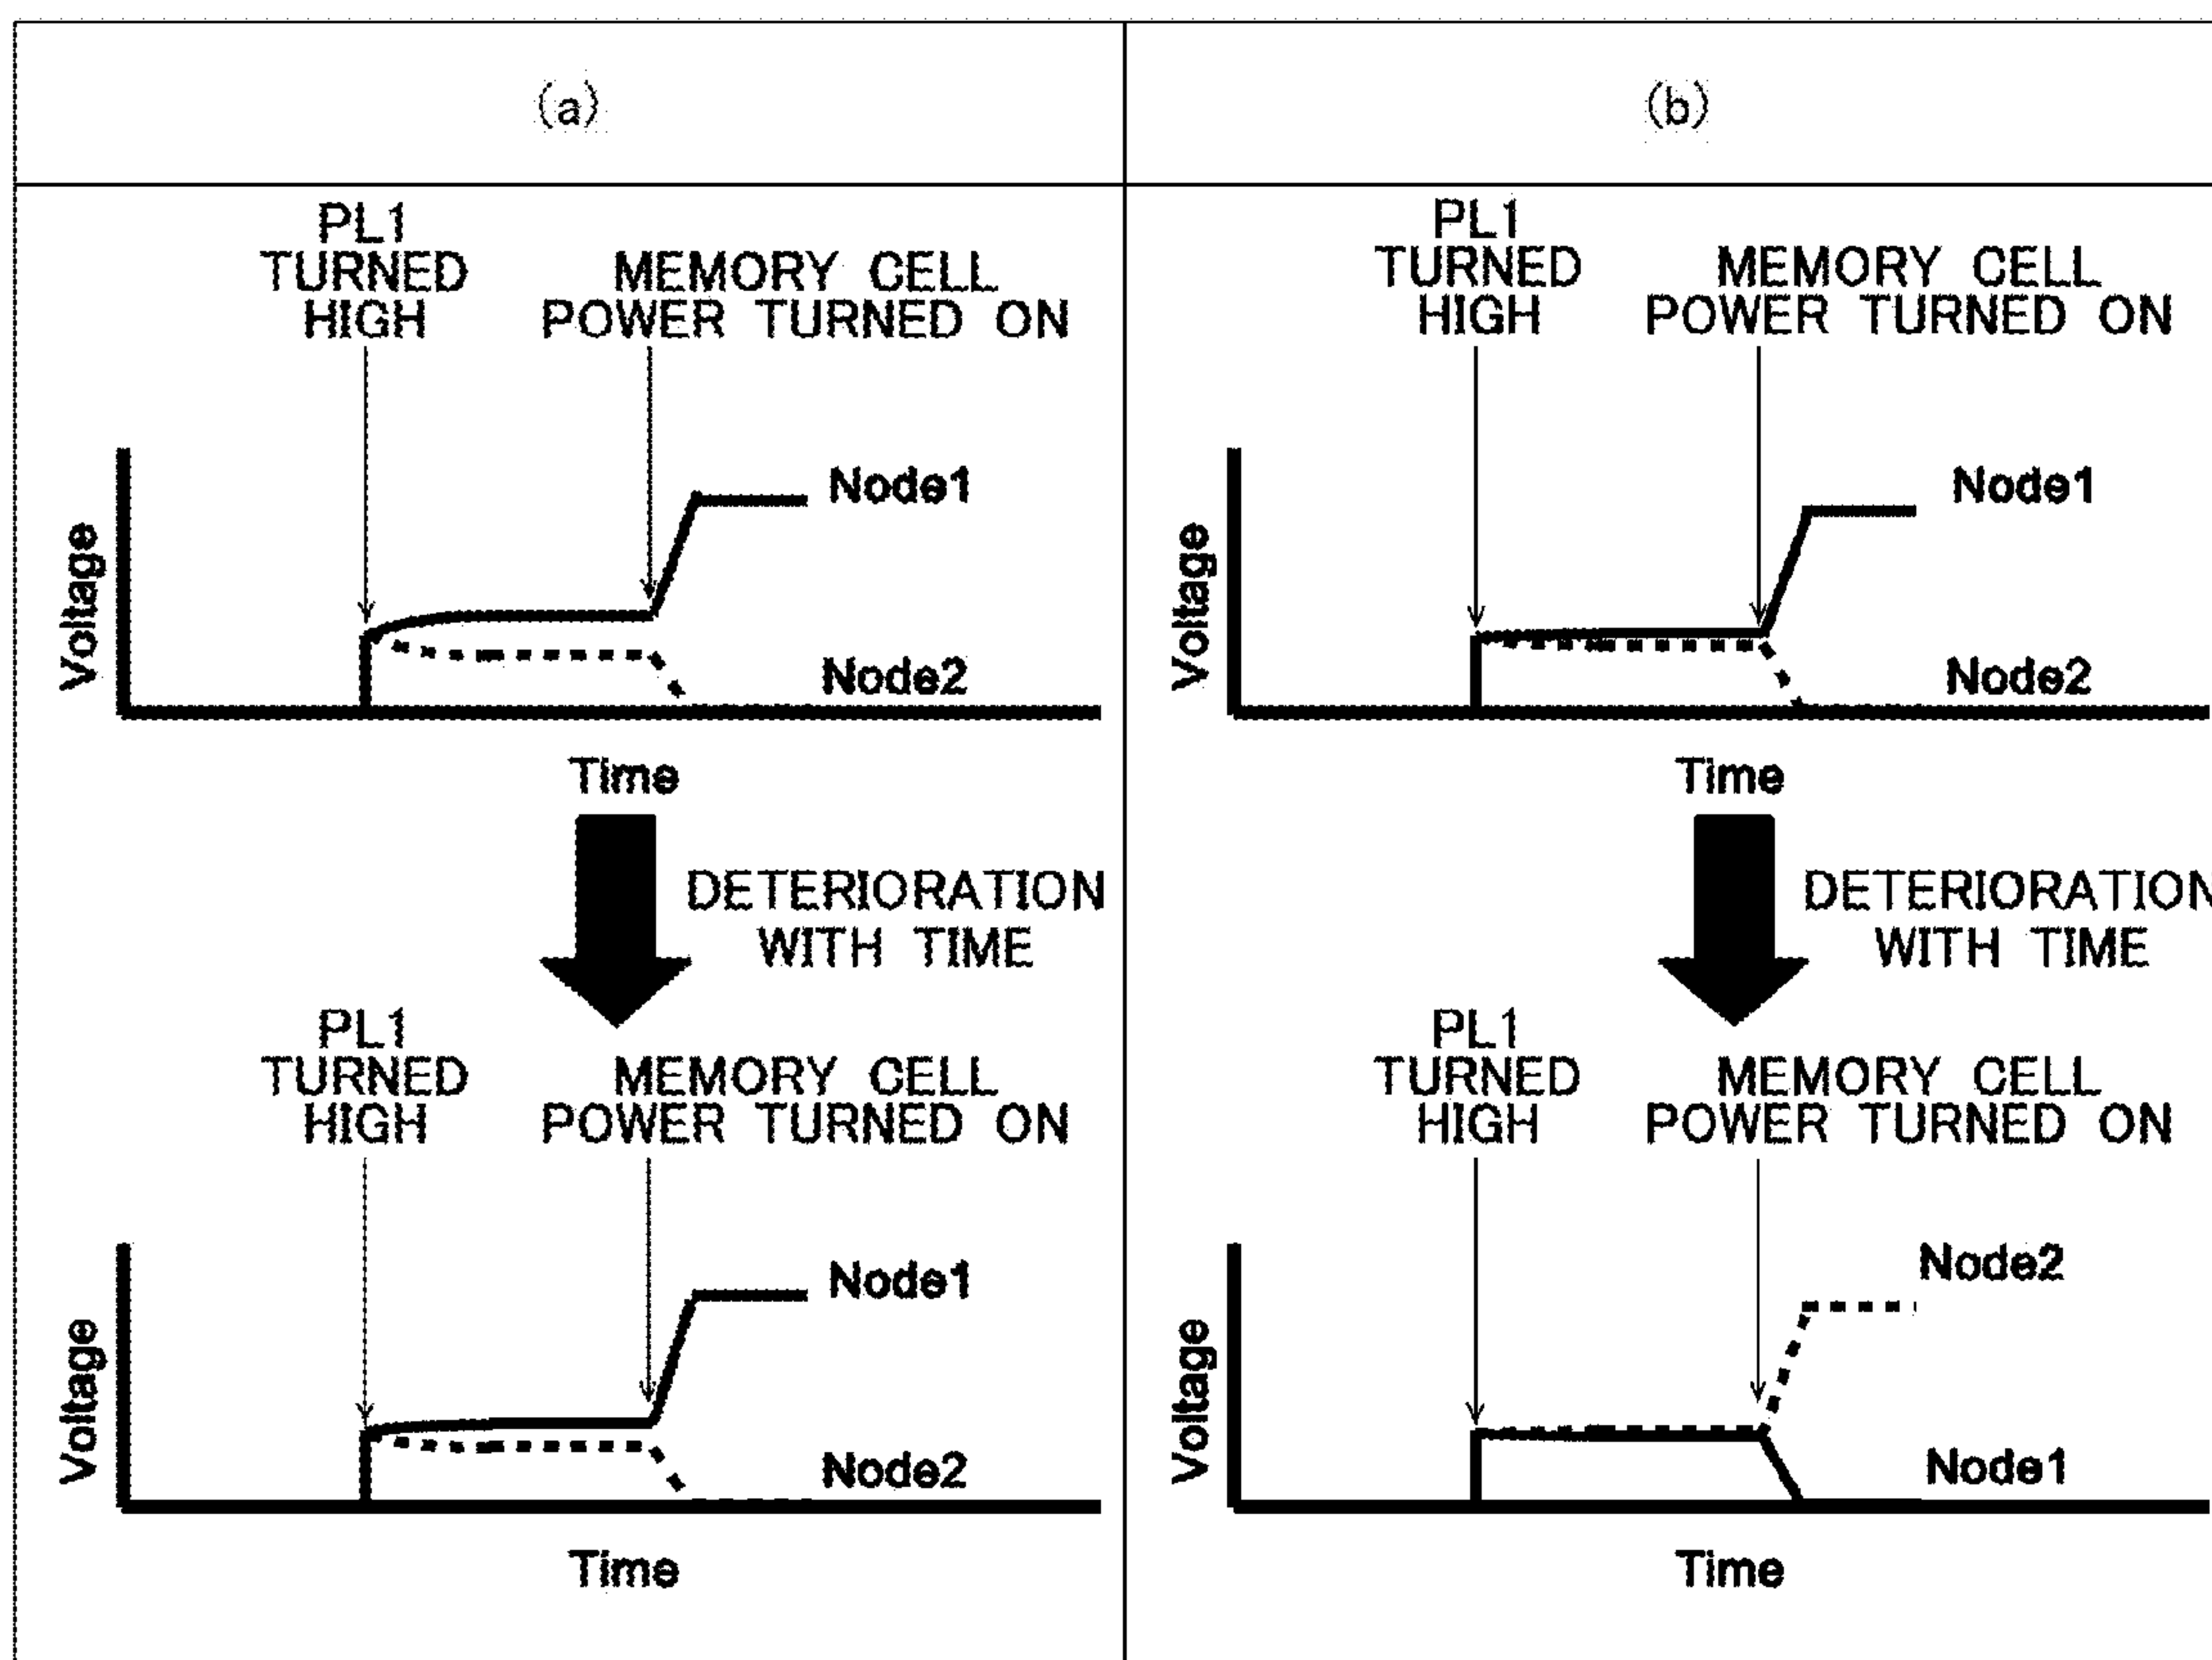 (a)
(b)
PL1
TURNED
HIGH
MEMORY CELL
POWER TURNED ON
Voltage
Node1
Node2
Time
DETERIORATION
WITH TIME
PL1
TURNED
HIGH
MEMORY CELL
POWER TURNED ON
Voltage
Node1
Node2
Time
PL1
TURNED
HIGH
MEMORY CELL
POWER TURNED ON
Voltage
Node1
Node2
Time
DETERIORATION
WITH TIME
PL1
TURNED
HIGH
MEMORY CELL
POWER TURNED ON
Voltage
Node2
Node1
Time